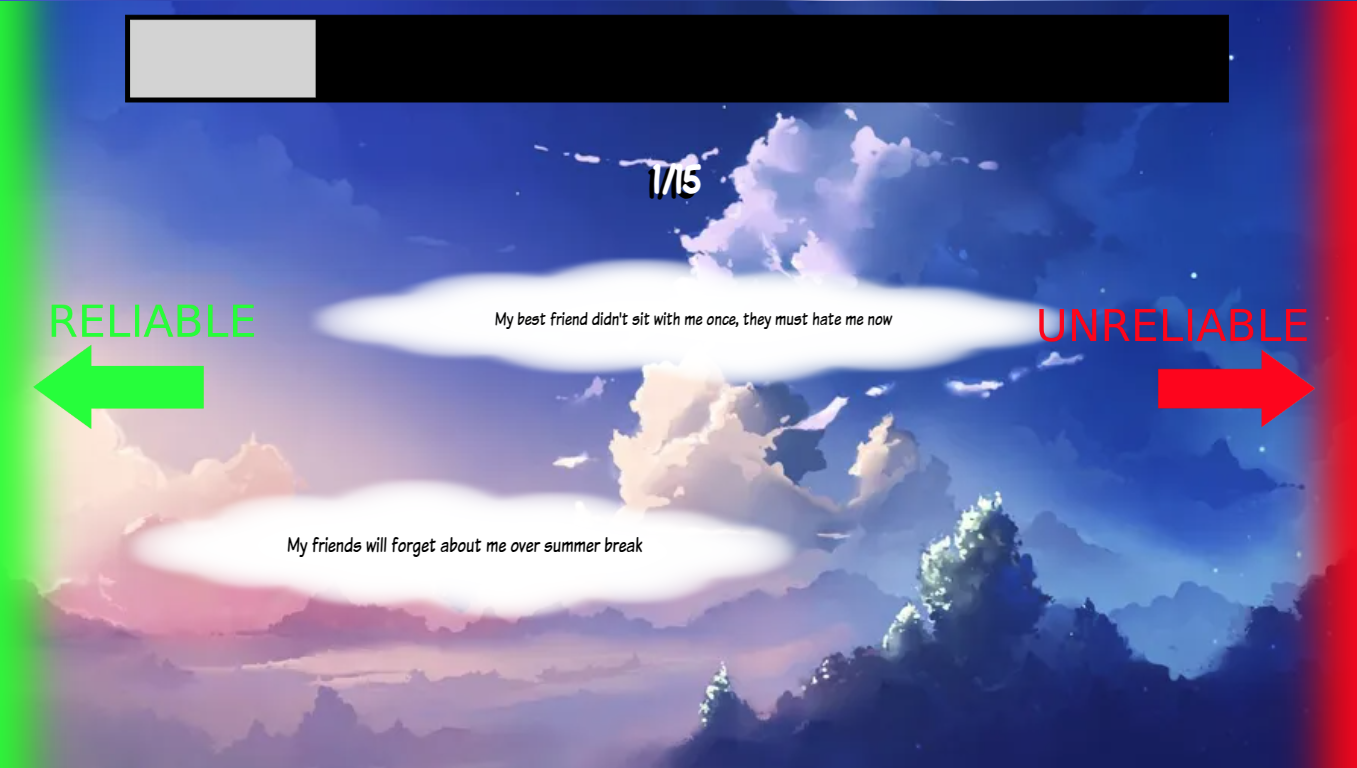 1/15
RELIABLE
My best friend didn't sit with me once, they must hate me now
UNRELIABLE
My friends will forget about me over summer break